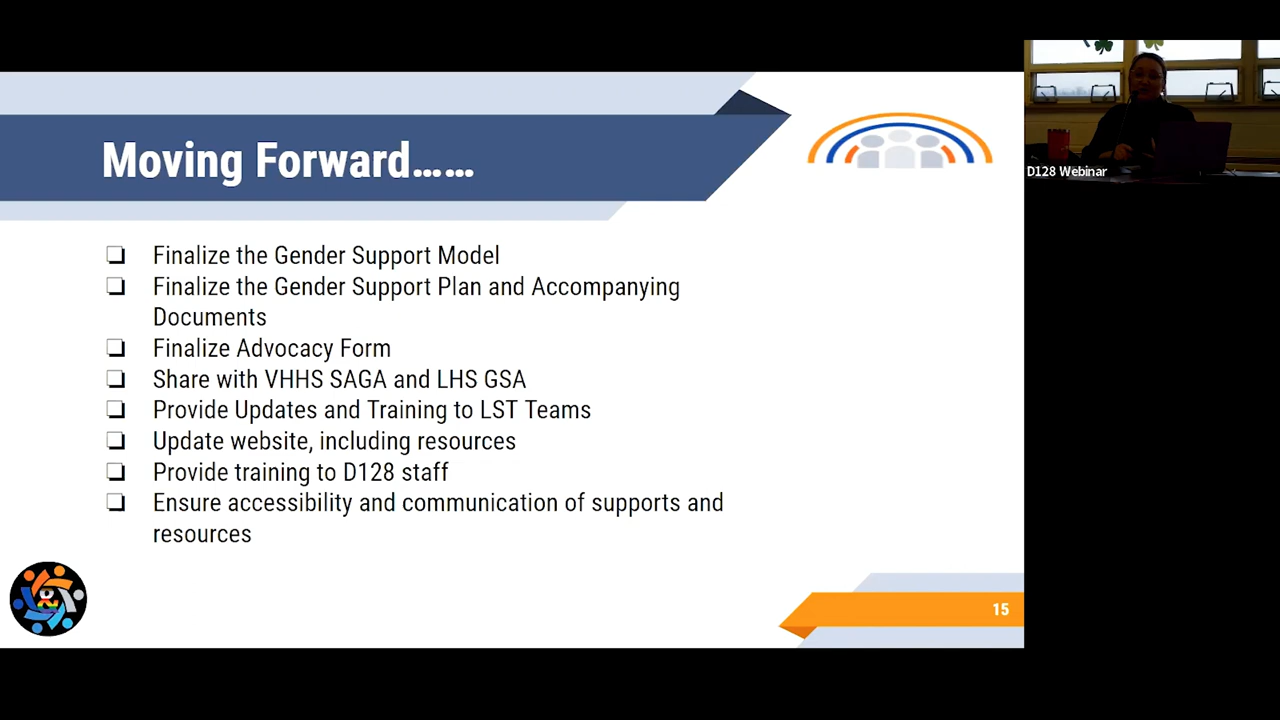 Moving Forward......
Finalize the Gender Support Model
Finalize the Gender Support Plan and Accompanying
Documents
Finalize Advocacy Form
Share with VHHS SAGA and LHS GSA
Provide Updates and Training to LST Teams
Update website, including resources
Provide training to D128 staff
Ensure accessibility and communication of supports and
resources
15
D128 Webinar